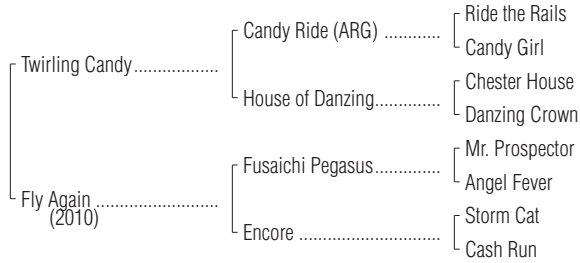 Ride the Rails
Candy Ride (ARG) ............
Candy Girl
Twirling Candy..................
Chester House
House of Danzing..............
Danzing Crown
Mr. Prospector
Fusaichi Pegasus..............
Angel Fever
Fly Again ..........................
(2010)
Storm Cat
Encore ..............................
Cash Run